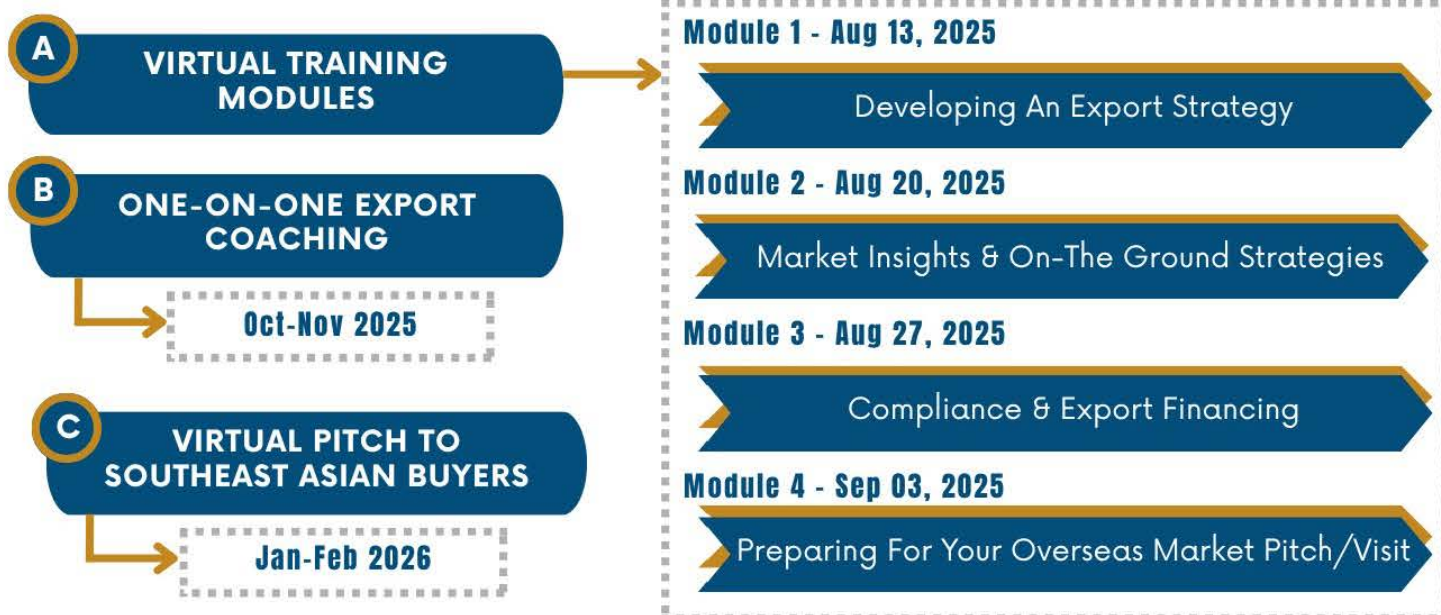 A
VIRTUAL TRAINING
MODULES
B
ONE-ON-ONE EXPORT
COACHING
Oct-Nov 2025
C
VIRTUAL PITCH TO
SOUTHEAST ASIAN BUYERS
Jan-Feb 2026
Module 1 - Aug 13, 2025
Developing An Export Strategy
Module 2 - Aug 20, 2025
Market Insights & On-The Ground Strategies
Module 3 - Aug 27, 2025
Compliance & Export Financing
Module 4 - Sep 03, 2025
Preparing For Your Overseas Market Pitch/Visit